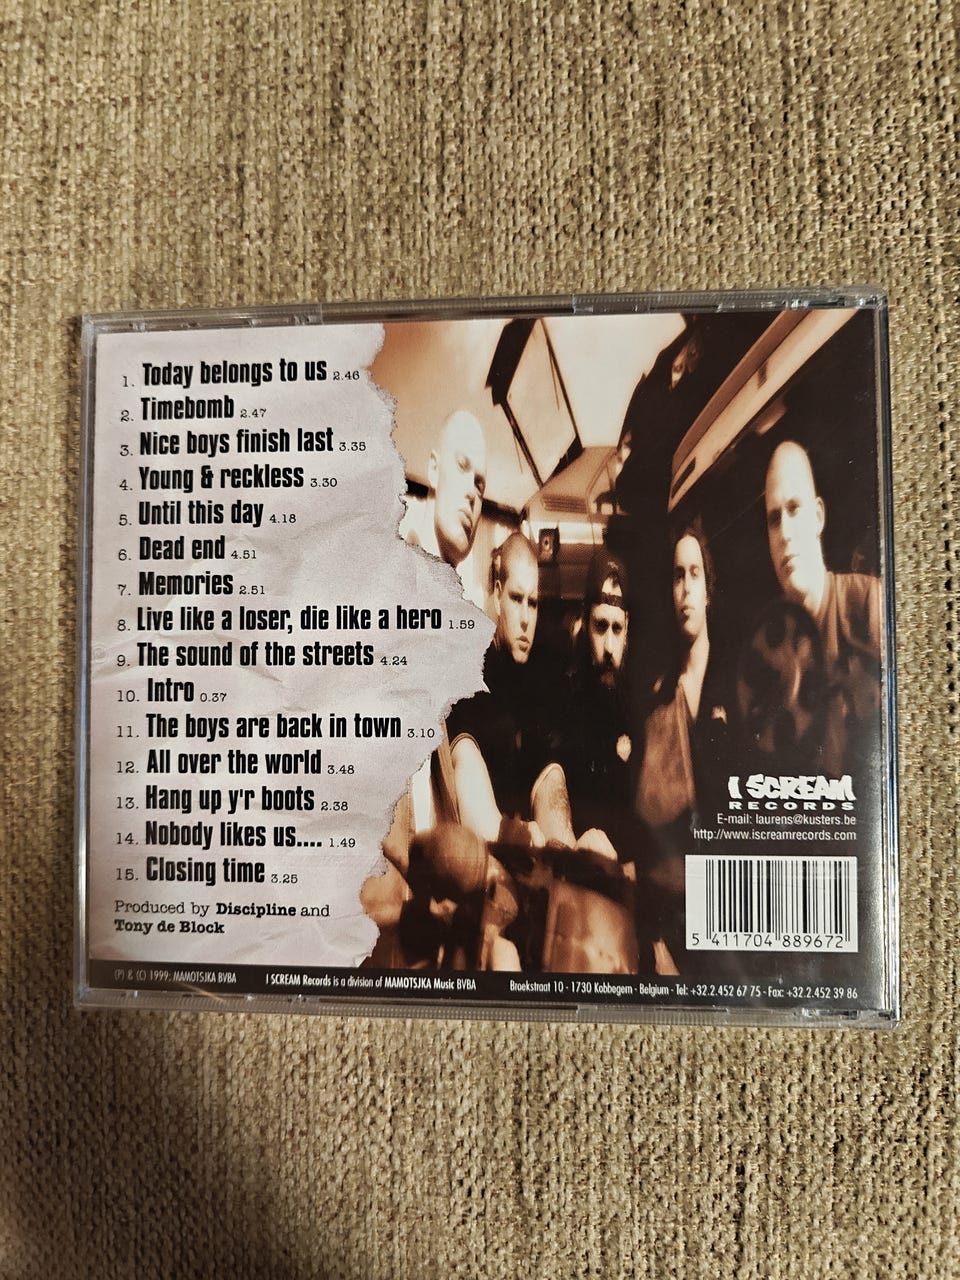 1. Today belongs to us 2.46
2. Timebomb 2.47
3. Nice boys finish last 3.35
4. Young & reckless 3.30
5. Until this day 4.18
6. Dead end 4.51
7. Memories 2.51
8. Live like a loser, die like a hero 1.59
9. The sound of the streets 4.24
10. Intro 0.37
11. The boys are back in town 3.10
12. All over the world 3.48
13. Hang up y'r boots 2.38
14. Nobody likes us.... 1.49
15. Closing time 3.25
Produced by Discipline and
Tony de Block
I SCREAM
RECORDS
E-mail: laurens@kusters.be
http://www.iscreamrecords.com
5 411704 889672
(P) & (C) 1999: MAMOTSJKA BVBA I SCREAM Records is a division of MAMOTSJKA Music BVBA Broekstraat 10 - 1730 Kobbegem - Belgium - Tel: +32.2.452 67 75 - Fax: +32.2.452 39 86